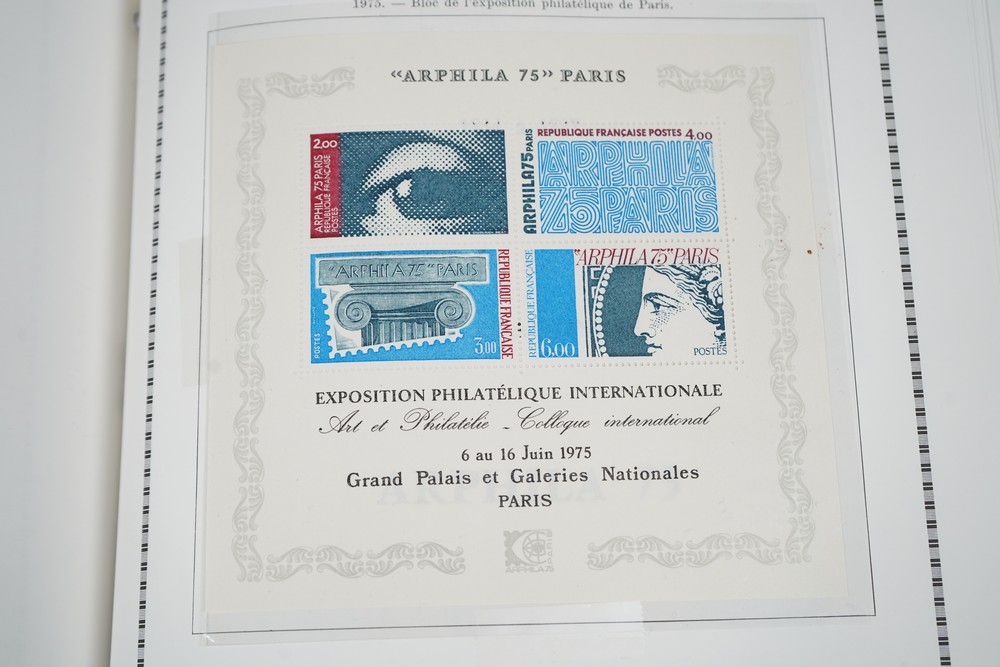 1975. — Bloc de l'exposition philatélique de Paris.
“ARPHILA 75” PARIS
2,00
ARPHILA 75 PARIS
REPUBLIQUE FRANÇAISE
POSTES
ARPHILA 75 PARIS
REPUBLIQUE FRANÇAISE POSTES 4,00
ARPHILA
75 PARIS
"ARPHILA 75" PARIS
REPUBLIQUE FRANÇAISE
POSTES
3,00
"ARPHILA 75" PARIS
REPUBLIQUE FRANÇAISE
6,00
POSTES
EXPOSITION PHILATÉLIQUE INTERNATIONALE
Art et Philatélie - Colloque international
6 au 16 Juin 1975
Grand Palais et Galeries Nationales
PARIS